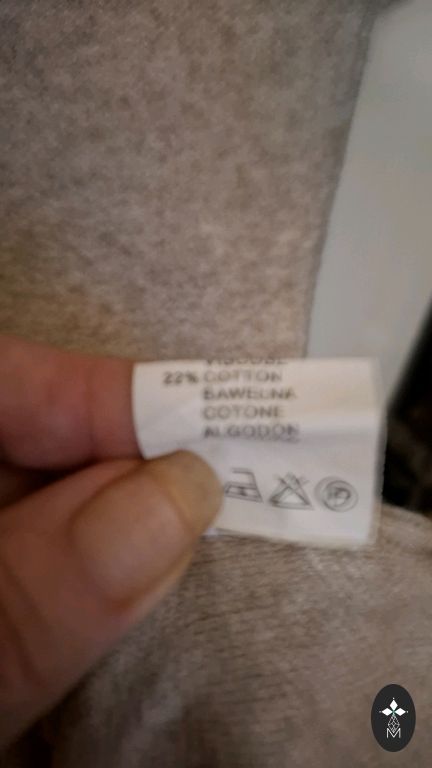 VISCOSE
22% COTTON
BAWEŁNA
COTONE
ALGODÓN